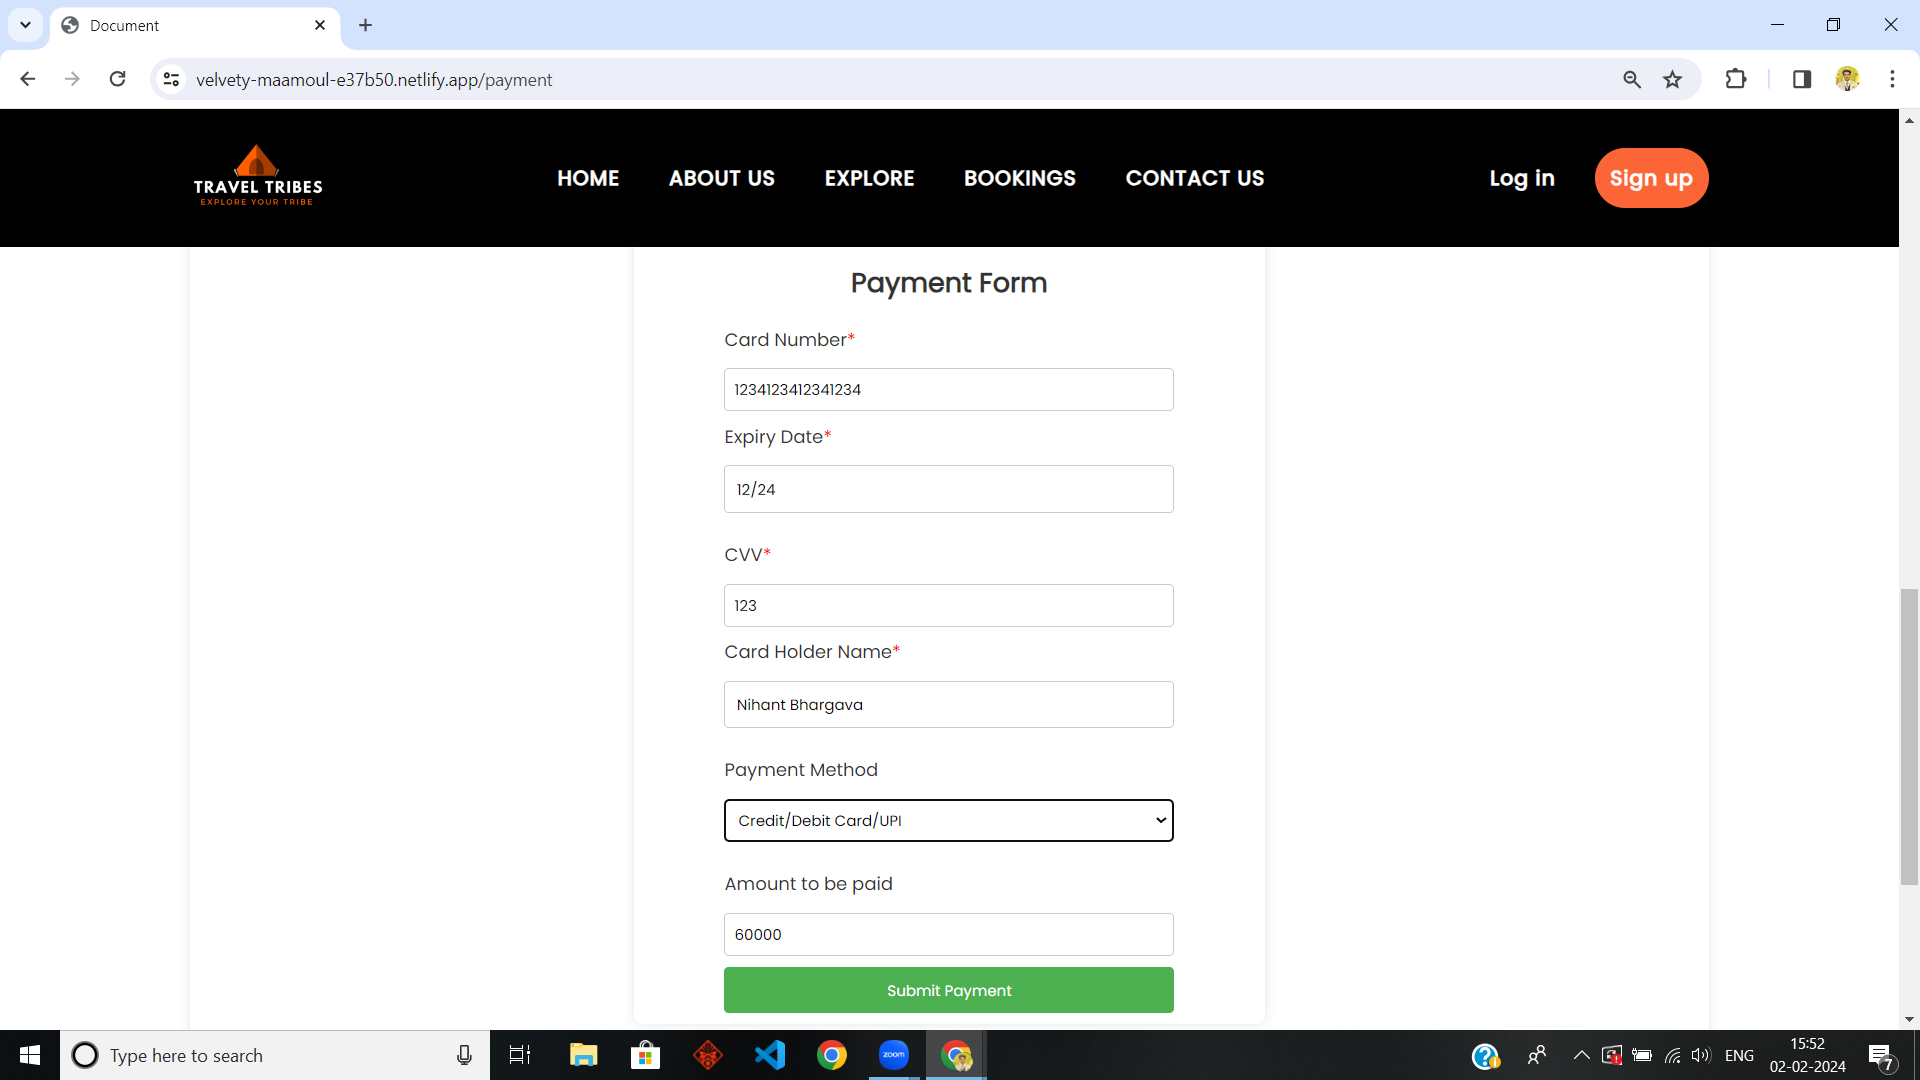 Document
velvety-maamoul-e37b50.netlify.app/payment
TRAVEL TRIBES
EXPLORE YOUR TRIBE
HOME
ABOUT US
EXPLORE
BOOKINGS
CONTACT US
Log in
Sign up
Payment Form
Card Number*
1234123412341234
Expiry Date*
12/24
CVV*
123
Card Holder Name*
Nihant Bhargava
Payment Method
Credit/Debit Card/UPI
Amount to be paid
60000
Submit Payment
Type here to search
zoom
ENG
15:52
02-02-2024
7